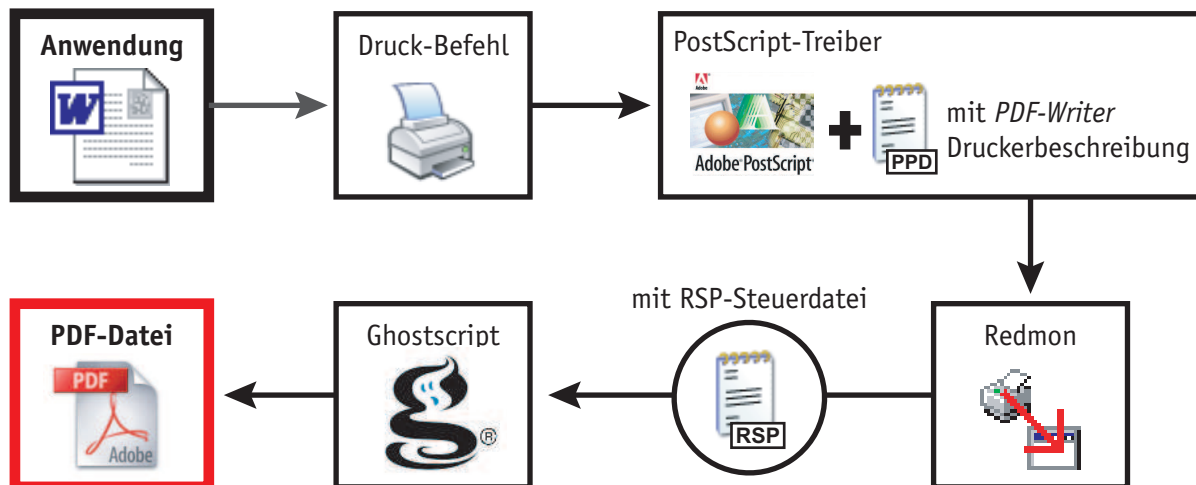 Anwendung
W
Druck-Befehl
PostScript-Treiber
Adobe
Adobe PostScript
PPD
mit PDF-Writer
Druckerbeschreibung
mit RSP-Steuerdatei
PDF-Datei
PDF
Adobe
Ghostscript
®
RSP
Redmon